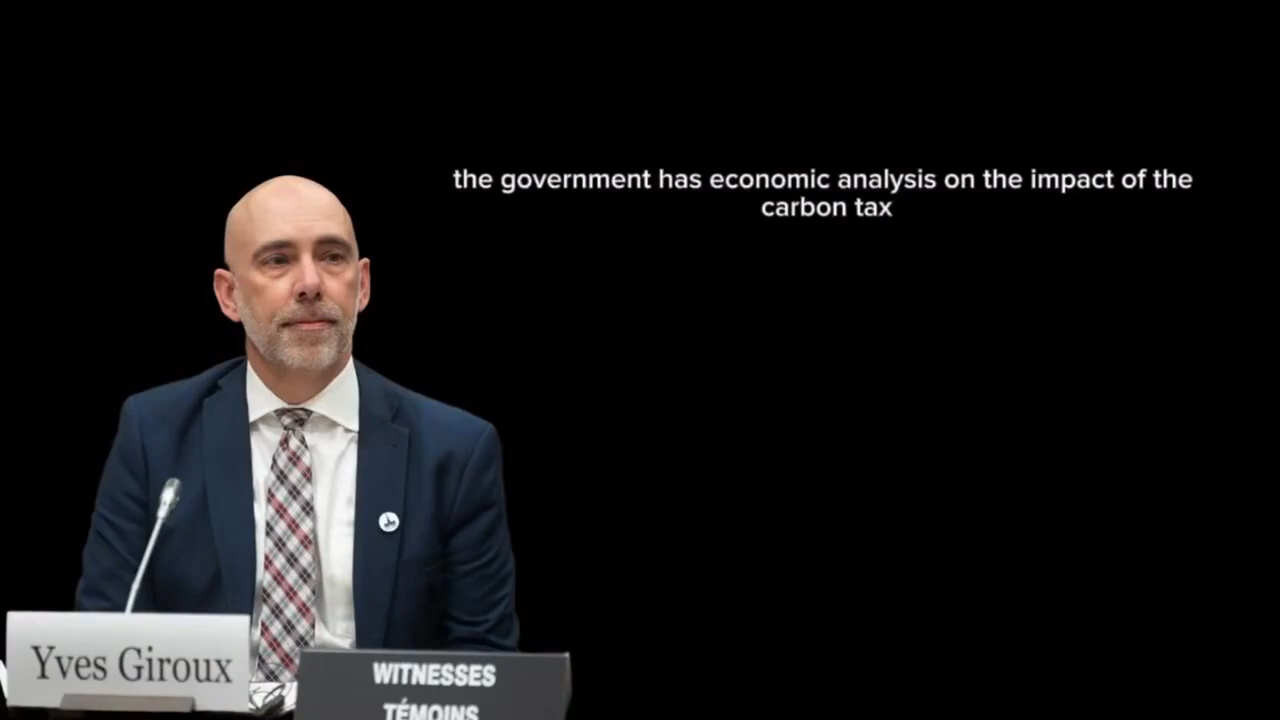 the government has economic analysis on the impact of the
carbon tax
Yves Giroux
WITNESSES
TÉMOINS